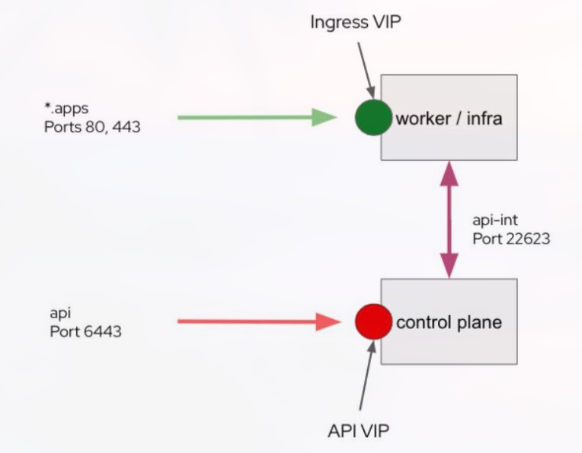 Ingress VIP
*.apps
Ports 80, 443
worker / infra
api-int
Port 22623
api
Port 6443
control plane
API VIP